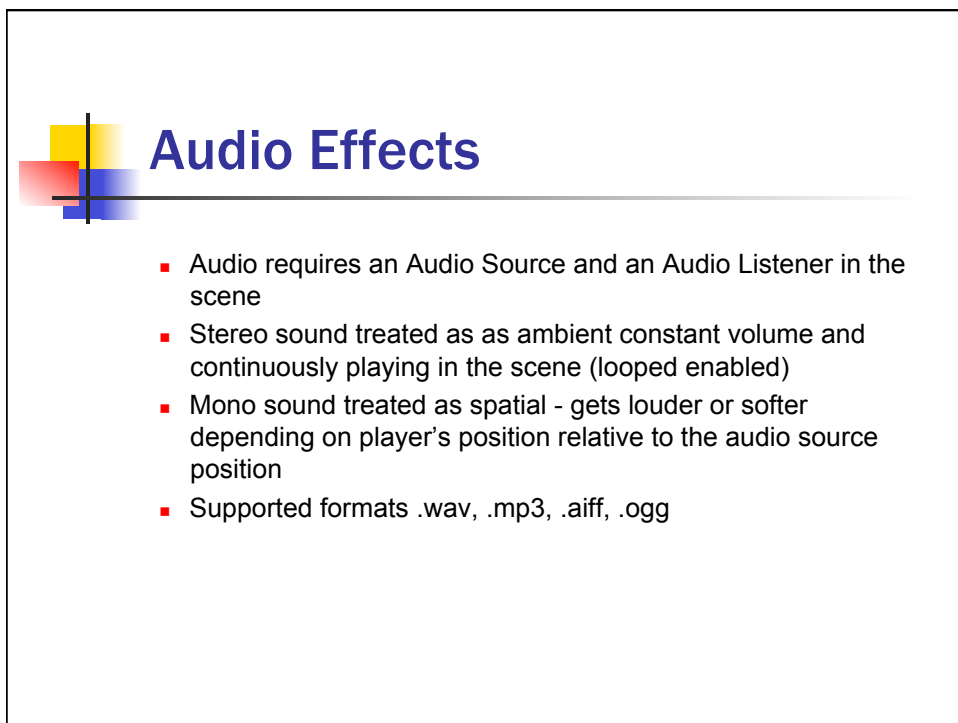 Audio Effects
Audio requires an Audio Source and an Audio Listener in the
scene
Stereo sound treated as as ambient constant volume and
continuously playing in the scene (looped enabled)
Mono sound treated as spatial - gets louder or softer
depending on player’s position relative to the audio source
position
Supported formats .wav, .mp3, .aiff, .ogg